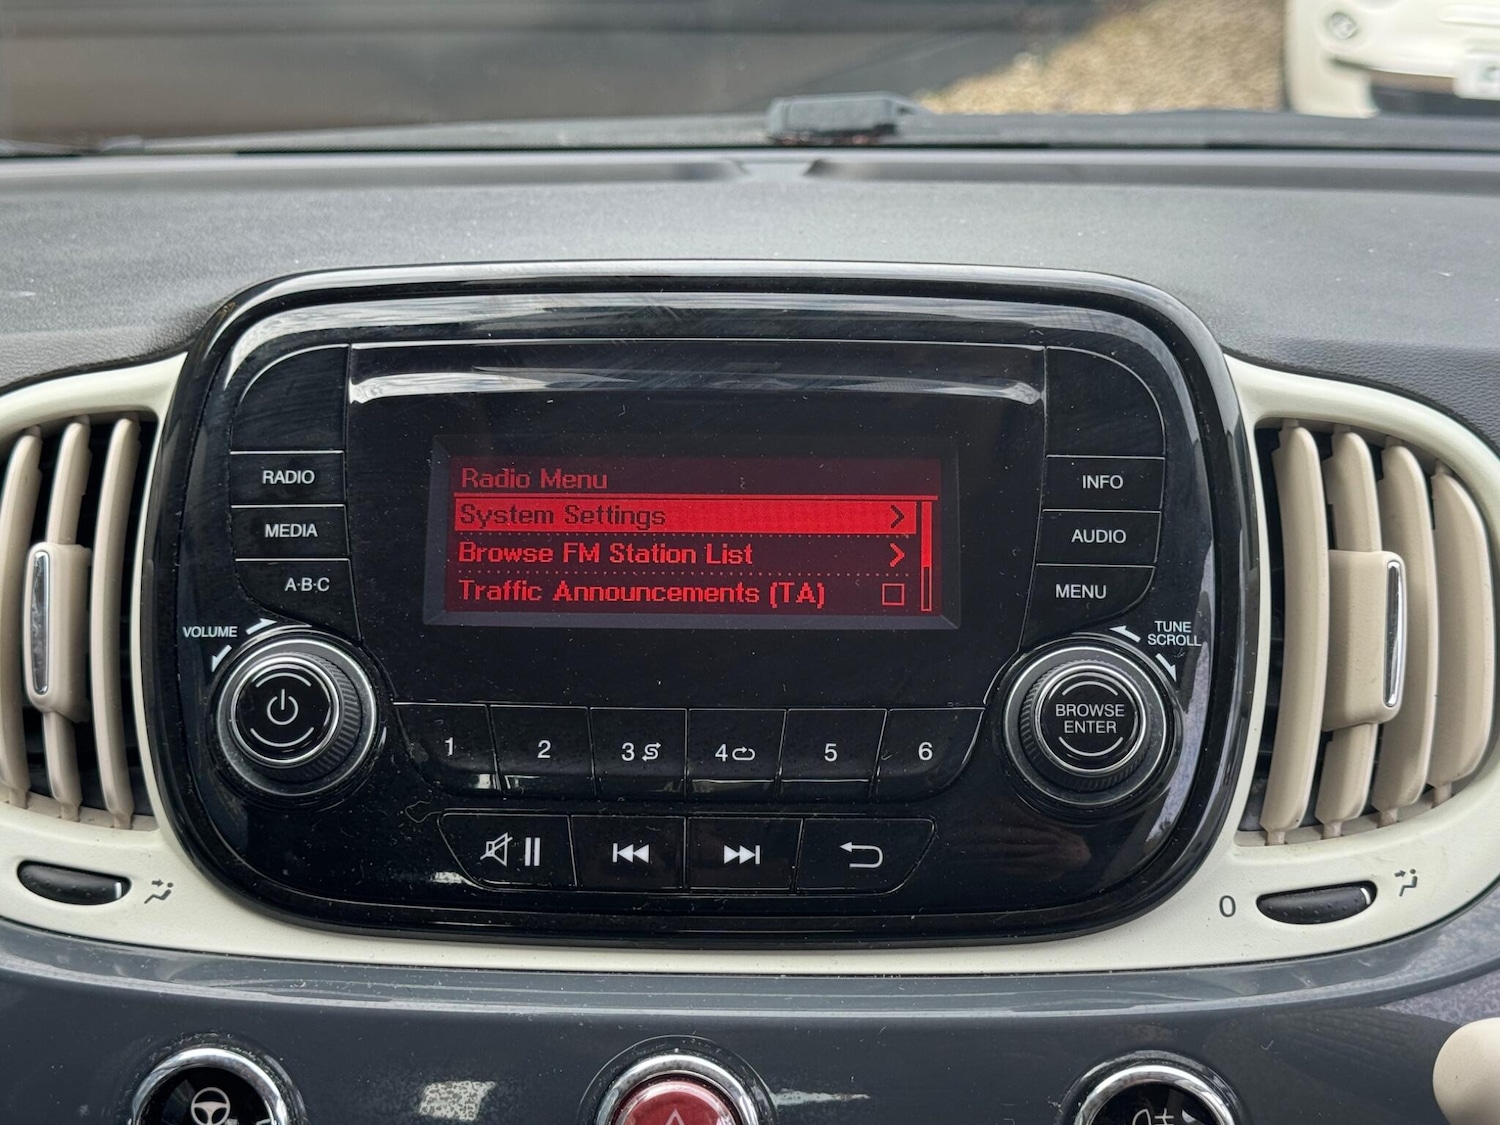 Radio Menu
System Settings
Browse FM Station List
Traffic Announcements (TA)
RADIO
MEDIA
A·B·C
INFO
AUDIO
MENU
VOLUME
TUNE
SCROLL
BROWSE
ENTER
1
2
3
4
5
6
0